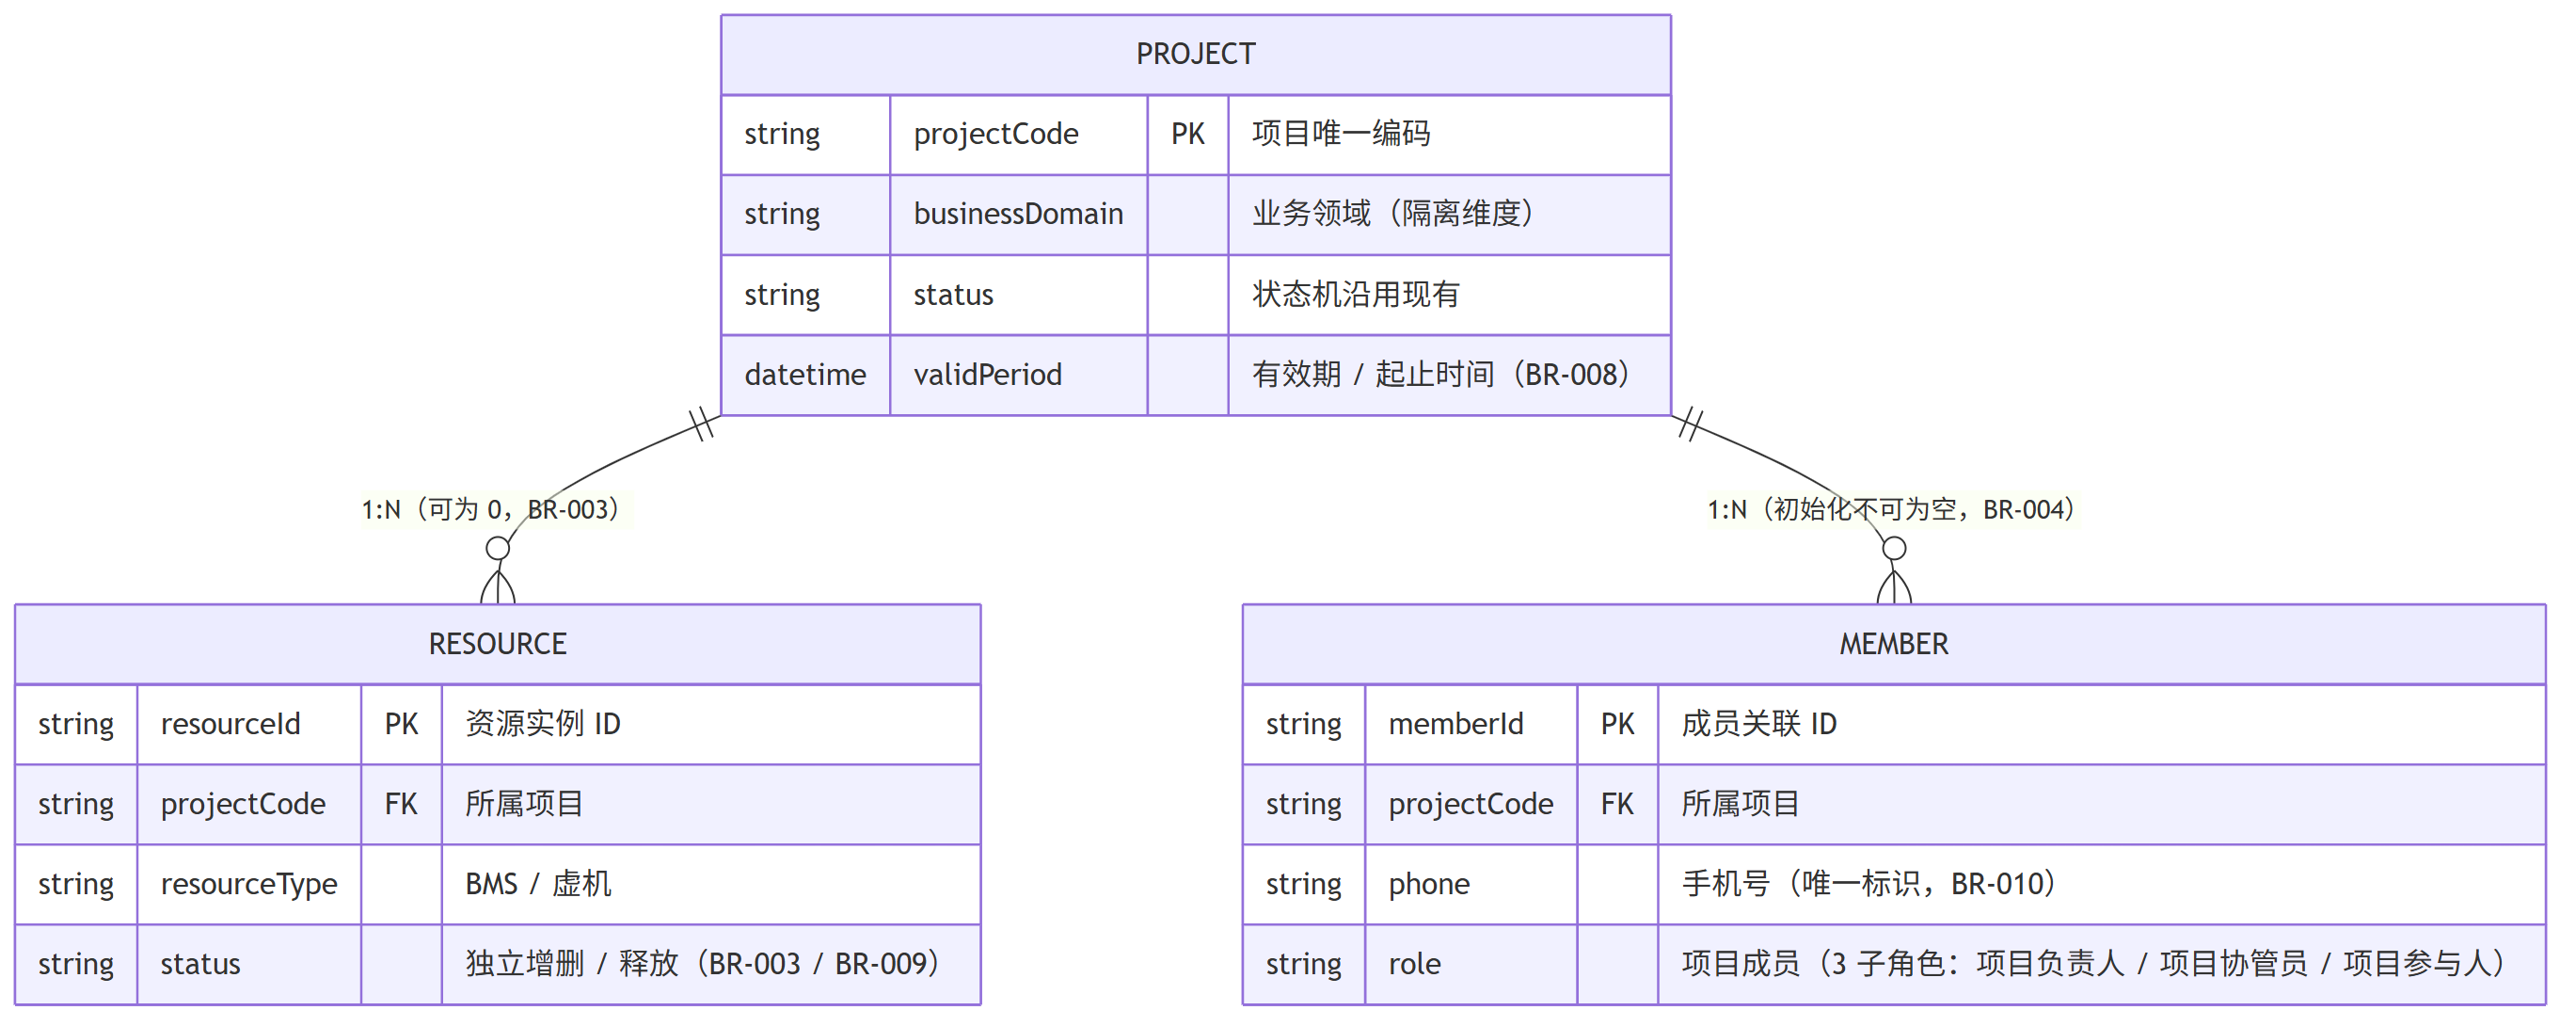 PROJECT
string projectCode PK 项目唯一编码
string businessDomain 业务领域（隔离维度）
string status 状态机沿用现有
datetime validPeriod 有效期 / 起止时间（BR-008）
1:N（可为 0，BR-003）
1:N（初始化不可为空，BR-004）
RESOURCE
string resourceId PK 资源实例 ID
string projectCode FK 所属项目
string resourceType BMS / 虚机
string status 独立增删 / 释放（BR-003 / BR-009）
MEMBER
string memberId PK 成员关联 ID
string projectCode FK 所属项目
string phone 手机号（唯一标识，BR-010）
string role 项目成员（3 子角色：项目负责人 / 项目协管员 / 项目参与人）